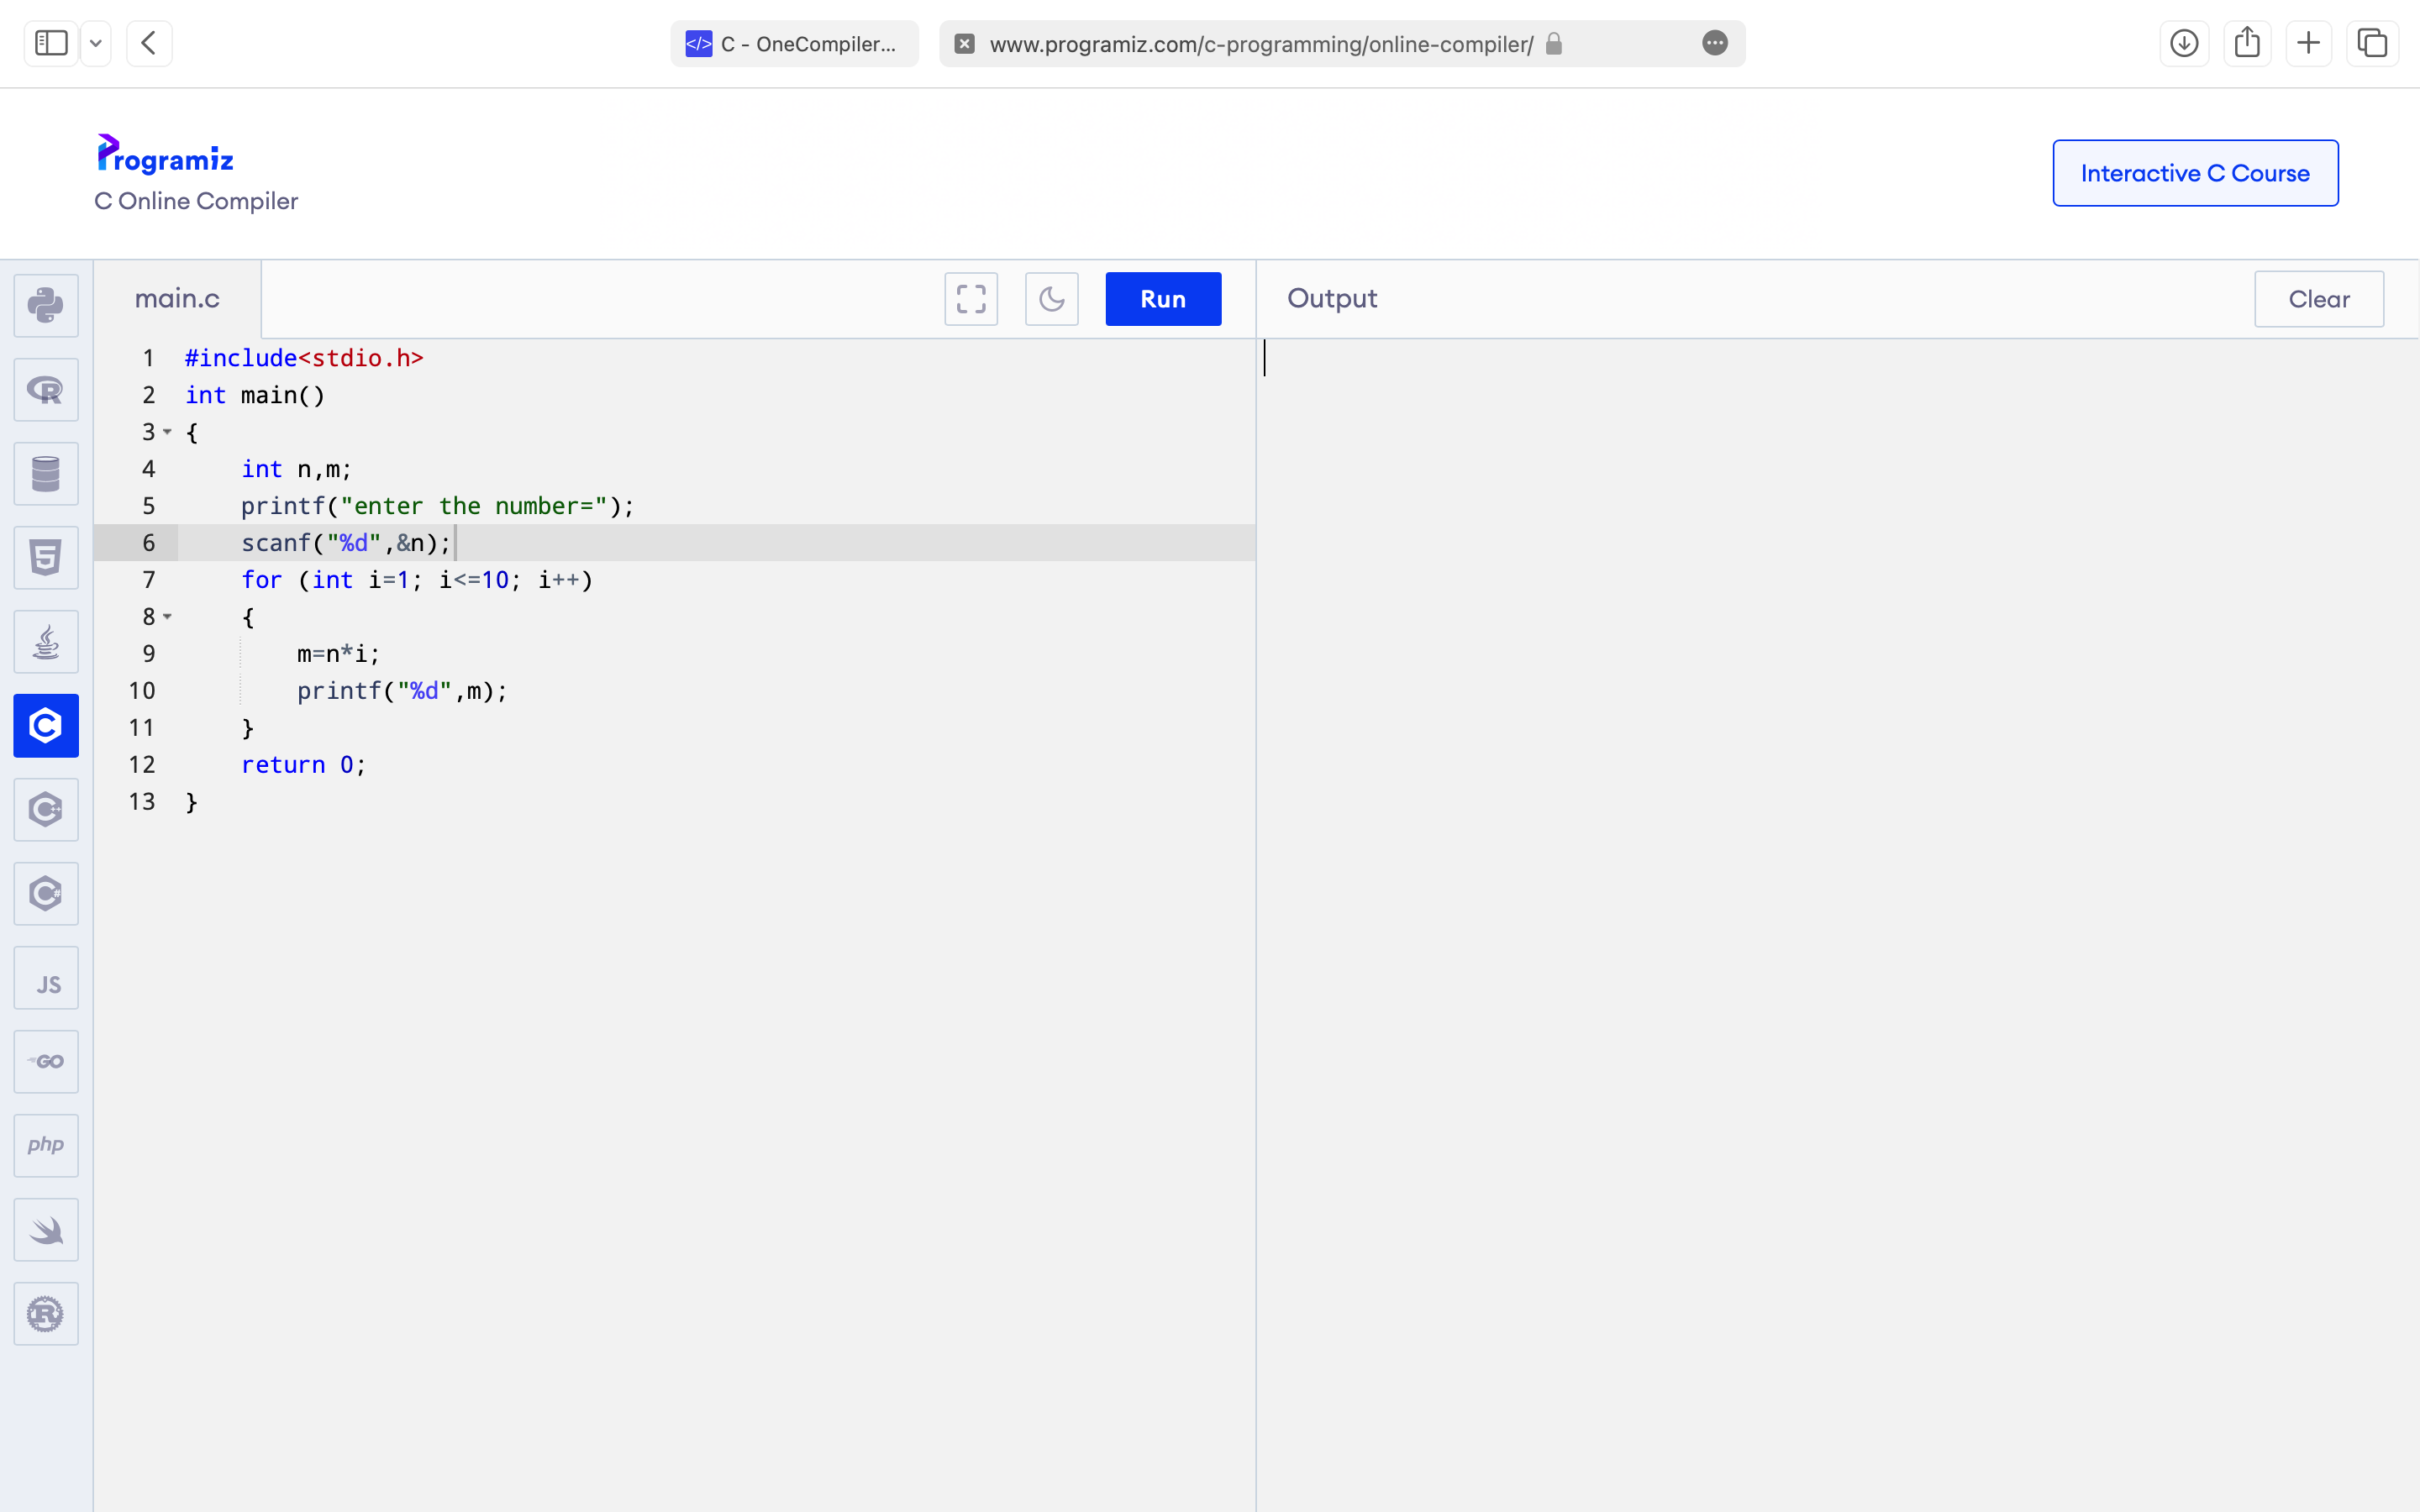 C - OneCompiler...
www.programiz.com/c-programming/online-compiler/
Programiz
C Online Compiler
Interactive C Course
main.c
Run
Output
Clear
1 #include<stdio.h>
2 int main()
3 {
4     int n,m;
5     printf("enter the number=");
6     scanf("%d",&n);
7     for (int i=1; i<=10; i++)
8     {
9         m=n*i;
10         printf("%d",m);
11     }
12     return 0;
13 }
JS
GO
php